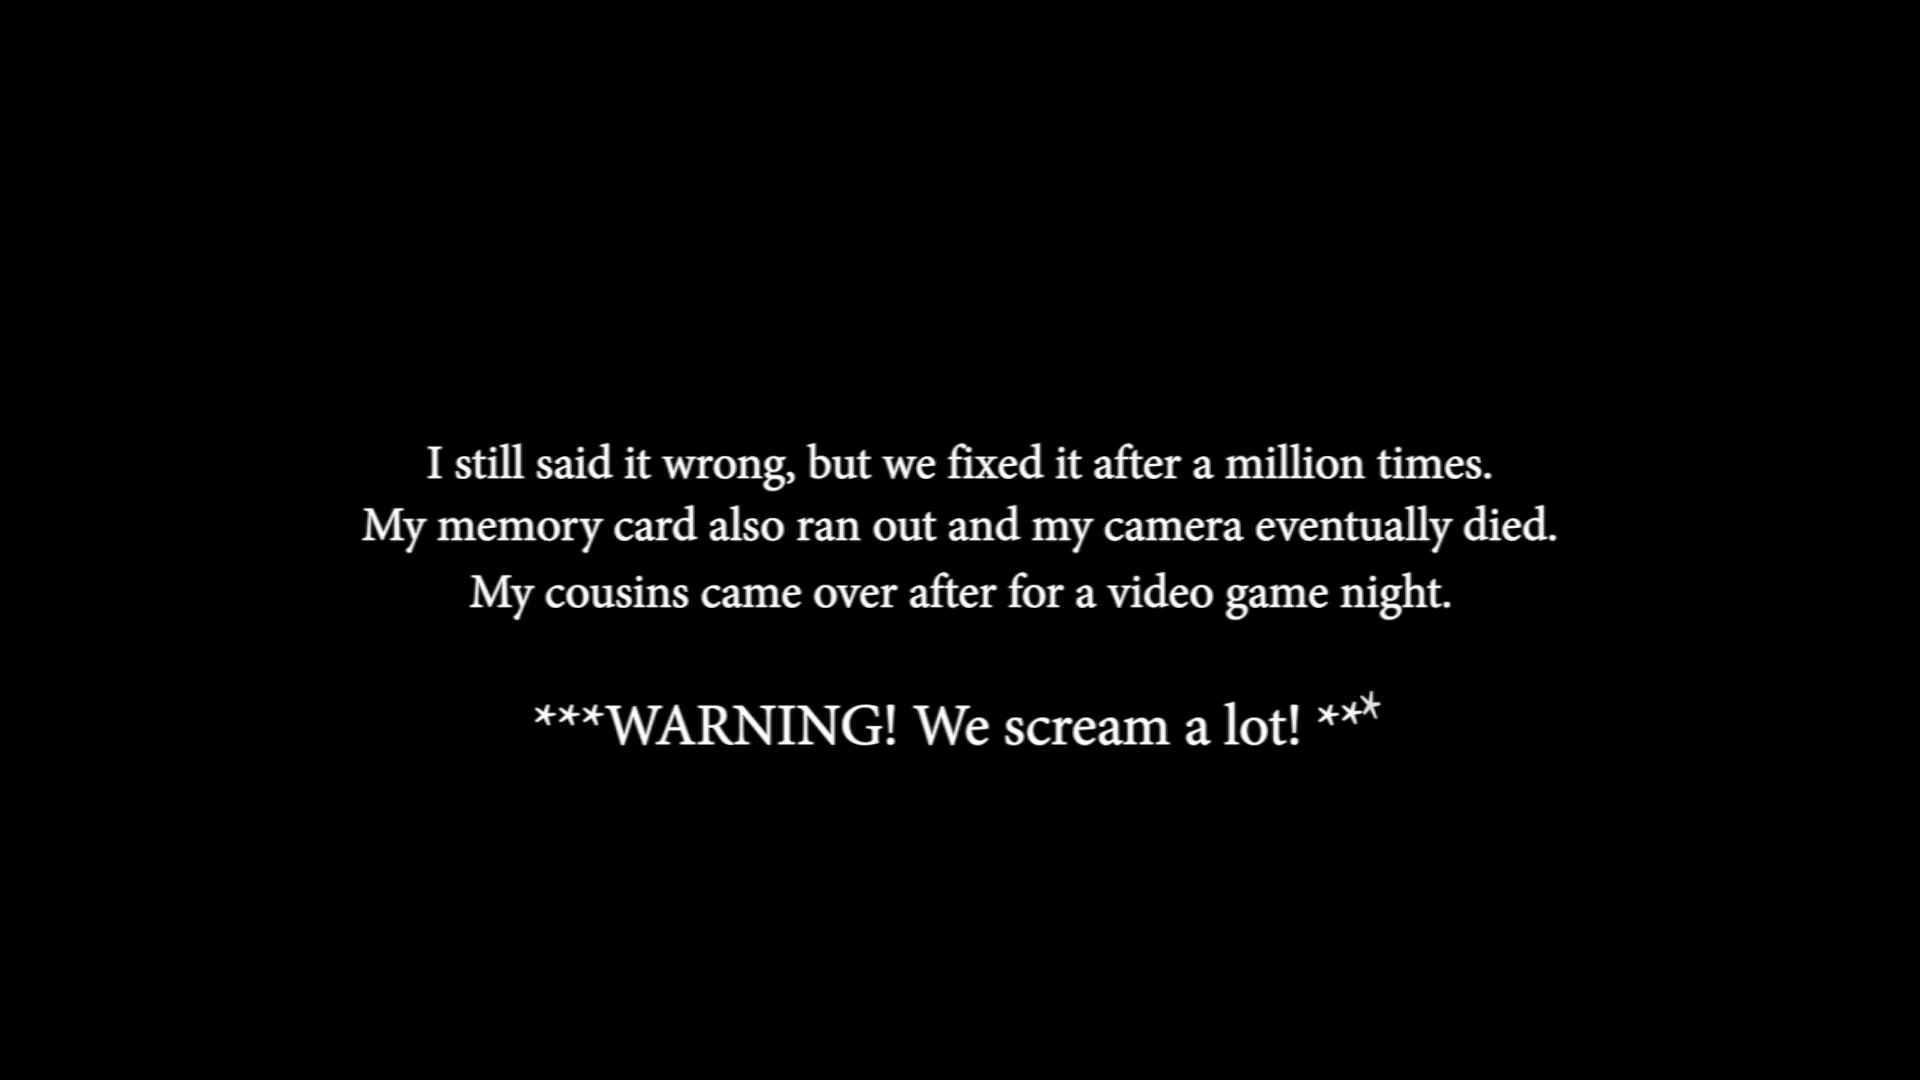 I still said it wrong, but we fixed it after a million times.
My memory card also ran out and my camera eventually died.
My cousins came over after for a video game night.
***WARNING! We scream a lot! ***